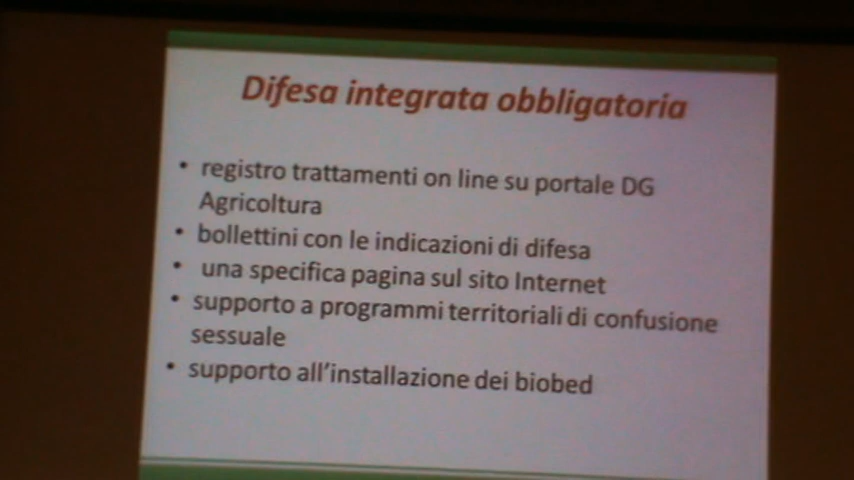 Difesa integrata obbligatoria
• registro trattamenti on line su portale DG
Agricoltura
• bollettini con le indicazioni di difesa
• una specifica pagina sul sito Internet
• supporto a programmi territoriali di confusione
sessuale
• supporto all'installazione dei biobed